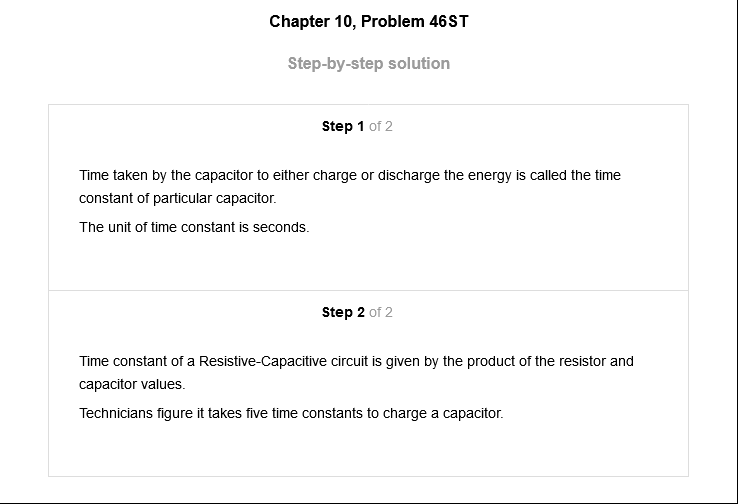 Chapter 10, Problem 46ST
Step-by-step solution
Step 1 of 2
Time taken by the capacitor to either charge or discharge the energy is called the time
constant of particular capacitor.
The unit of time constant is seconds.
Step 2 of 2
Time constant of a Resistive-Capacitive circuit is given by the product of the resistor and
capacitor values.
Technicians figure it takes five time constants to charge a capacitor.